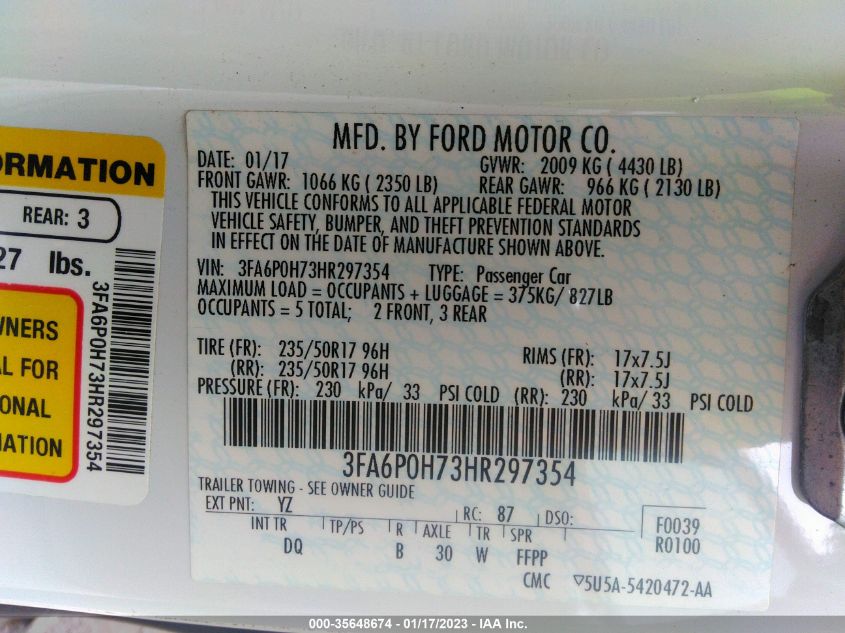 MFD. BY FORD MOTOR CO.
DATE: 01/17 GVWR: 2009 KG ( 4430 LB)
FRONT GAWR: 1066 KG ( 2350 LB) REAR GAWR: 966 KG ( 2130 LB)
THIS VEHICLE CONFORMS TO ALL APPLICABLE FEDERAL MOTOR
VEHICLE SAFETY, BUMPER, AND THEFT PREVENTION STANDARDS
IN EFFECT ON THE DATE OF MANUFACTURE SHOWN ABOVE.
VIN: 3FA6P0H73HR297354 TYPE: Passenger Car
MAXIMUM LOAD = OCCUPANTS + LUGGAGE = 375KG/ 827LB
OCCUPANTS = 5 TOTAL; 2 FRONT, 3 REAR
TIRE (FR): 235/50R17 96H RIMS (FR): 17x7.5J
(RR): 235/50R17 96H (RR): 17x7.5J
PRESSURE (FR): 230 kPa/ 33 PSI COLD (RR): 230 kPa/ 33 PSI COLD
3FA6P0H73HR297354
TRAILER TOWING - SEE OWNER GUIDE
EXT PNT: YZ RC: 87 DSO: F0039
R0100
INT TR TP/PS R AXLE TR SPR
DQ B 30 W FFPP
CMC 5U5A-5420472-AA
ORMATION
REAR: 3
27 lbs.
WNERS
AL FOR
ONAL
MATION
3FA6P0H73HR297354
000-35648674 - 01/17/2023 - IAA Inc.